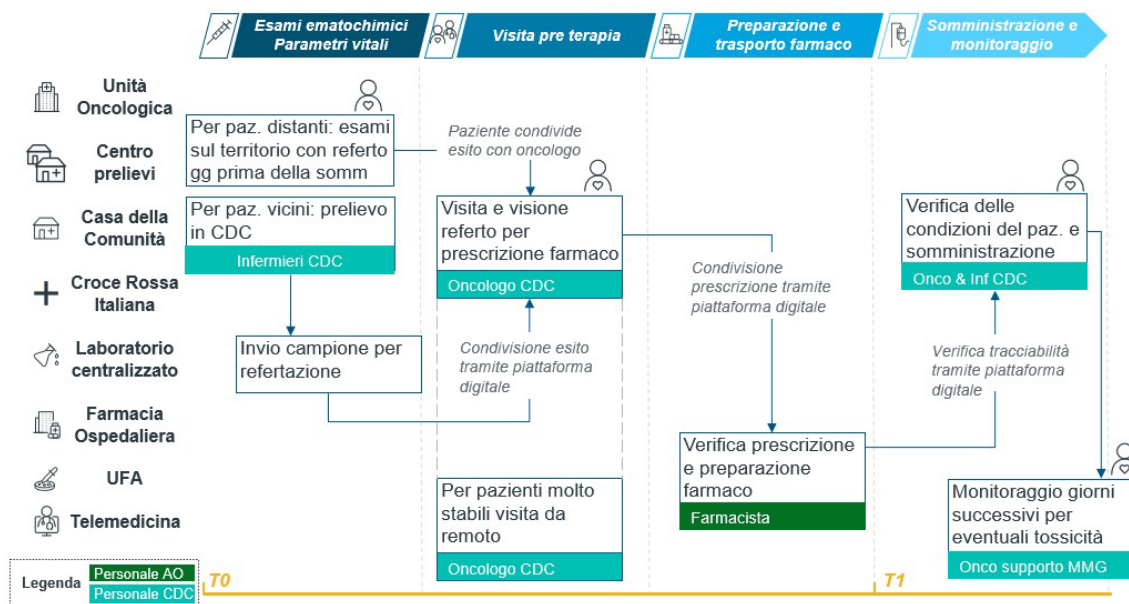 Esami ematochimici
Parametri vitali
Visita pre terapia
Preparazione e
trasporto farmaco
Somministrazione e
monitoraggio
Unità
Oncologica
Centro
prelievi
Casa della
Comunità
Croce Rossa
Italiana
Laboratorio
centralizzato
Farmacia
Ospedaliera
UFA
Telemedicina
Per paz. distanti: esami
sul territorio con referto
gg prima della somm
Per paz. vicini: prelievo
in CDC
Infermieri CDC
Invio campione per
refertazione
Paziente condivide
esito con oncologo
Visita e visione
referto per
prescrizione farmaco
Oncologo CDC
Condivisione esito
tramite piattaforma
digitale
Per pazienti molto
stabili visita da
remoto
Oncologo CDC
Condivisione
prescrizione tramite
piattaforma digitale
Verifica prescrizione
e preparazione
farmaco
Farmacista
Verifica delle
condizioni del paz. e
somministrazione
Onco & Inf CDC
Verifica tracciabilità
tramite piattaforma
digitale
Monitoraggio giorni
successivi per
eventuali tossicità
Onco supporto MMG
Legenda
Personale AO
Personale CDC
T0
T1